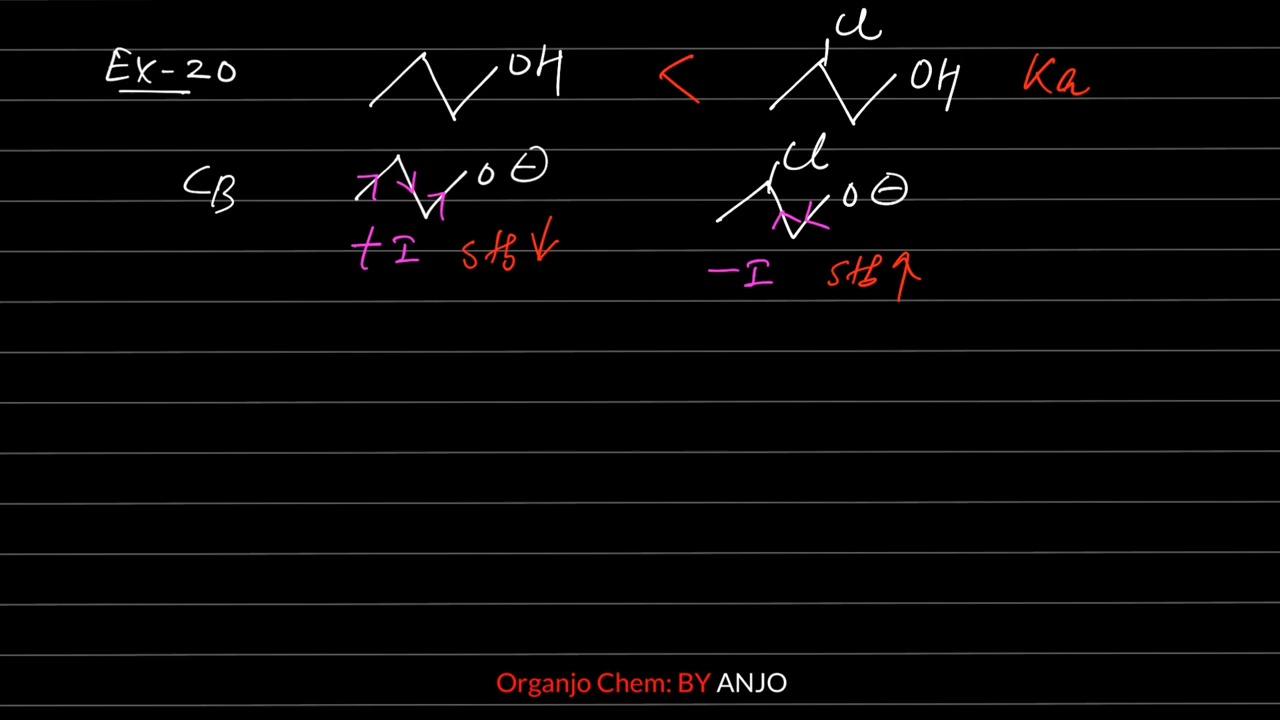 Ex-20 OH < Cl OH Ka
CB O⊖ Cl O⊖
+I stb↓ -I stb↑
Organjo Chem: BY ANJO